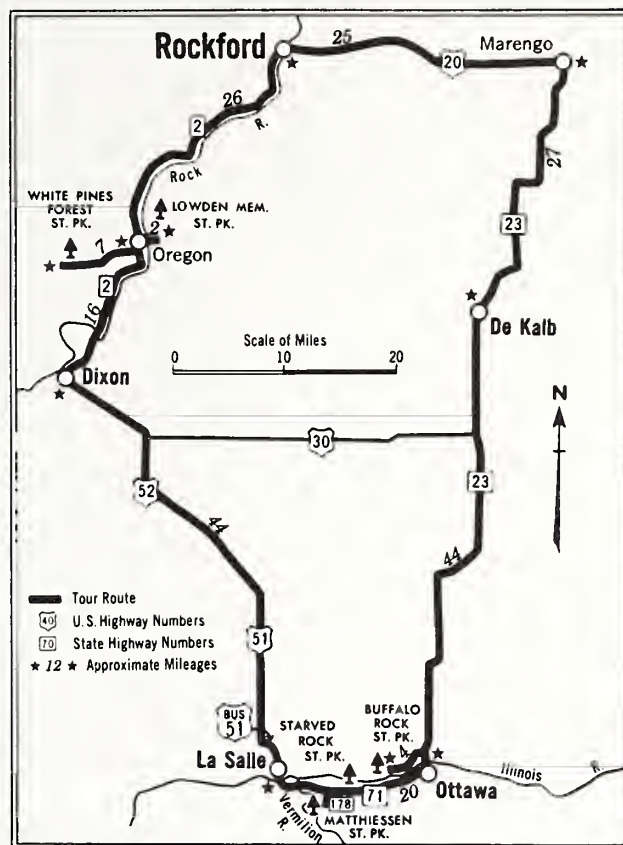 Rockford
25
20
Marengo
26
2
R.
Rock
27
WHITE PINES
FOREST
ST. PK.
LOWDEN MEM.
ST. PK.
2
7
Oregon
23
2
16
De Kalb
Scale of Miles
0 10 20
Dixon
N
30
52
23
44
44
Tour Route
40 U.S. Highway Numbers
70 State Highway Numbers
★ 12 ★ Approximate Mileages
51
BUS
51
STARVED
ROCK
ST. PK.
BUFFALO
ROCK
ST. PK.
4
La Salle
Illinois R.
Ottawa
20
71
178
Vermilion
R.
MATTHIESSEN
ST. PK.